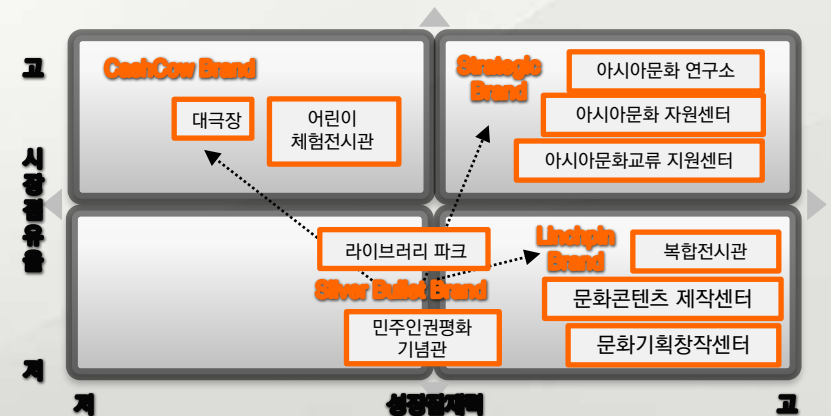 고
CashCow Brand
Strategic
Brand
아시아문화 연구소
대극장
어린이
체험전시관
아시아문화 자원센터
아시아문화교류 지원센터
시장점유율
라이브러리 파크
Linchpin
Brand
복합전시관
Silver Bullet Brand
문화콘텐츠 제작센터
민주인권평화
기념관
문화기획창작센터
저
저
성장잠재력
고